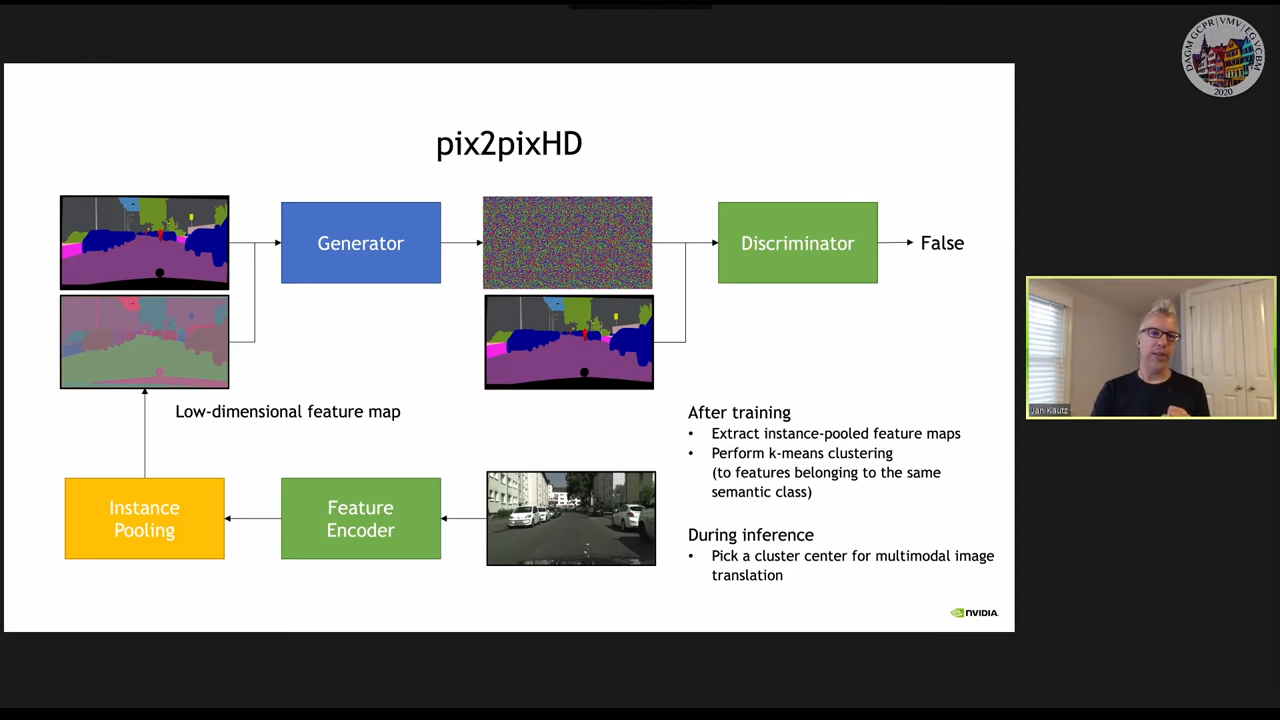 DAGM GCPR | VMV | EG VCBM
2020
pix2pixHD
Generator
Discriminator
False
Low-dimensional feature map
Instance
Pooling
Feature
Encoder
After training
• Extract instance-pooled feature maps
• Perform k-means clustering
(to features belonging to the same
semantic class)
During inference
• Pick a cluster center for multimodal image
translation
NVIDIA
Jan Kautz